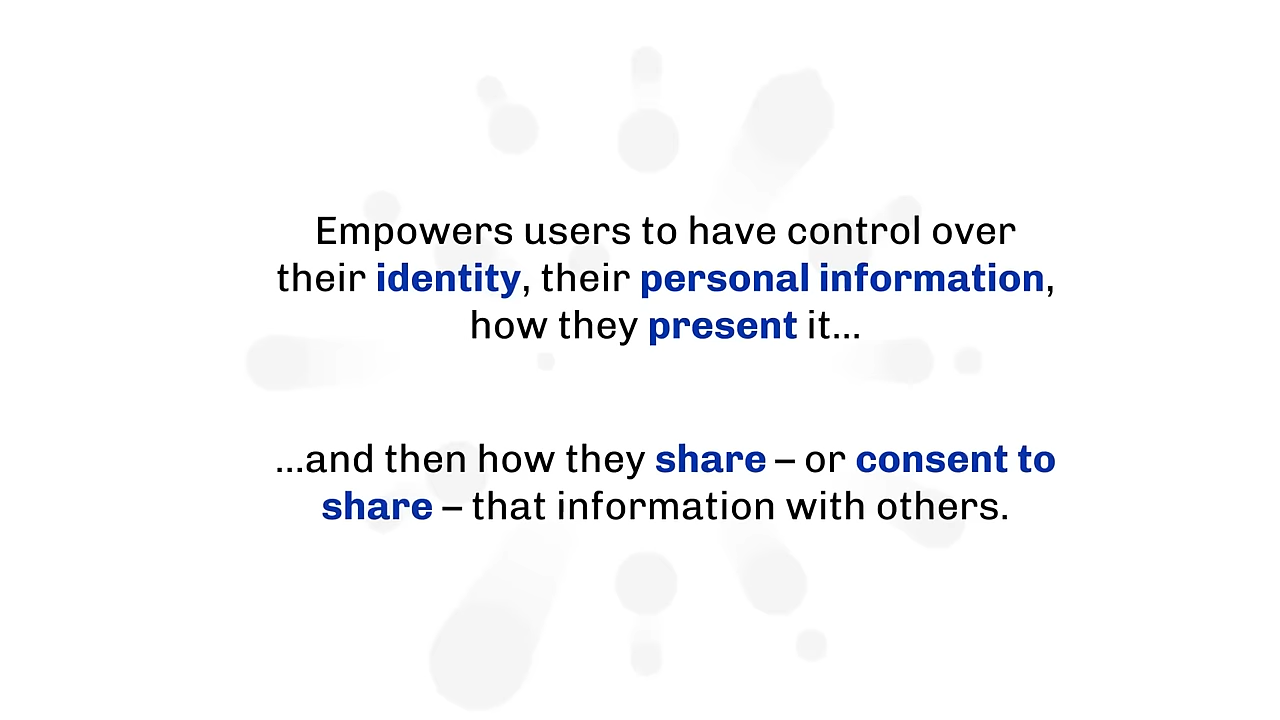 Empowers users to have control over
their identity, their personal information,
how they present it...
...and then how they share – or consent to
share – that information with others.